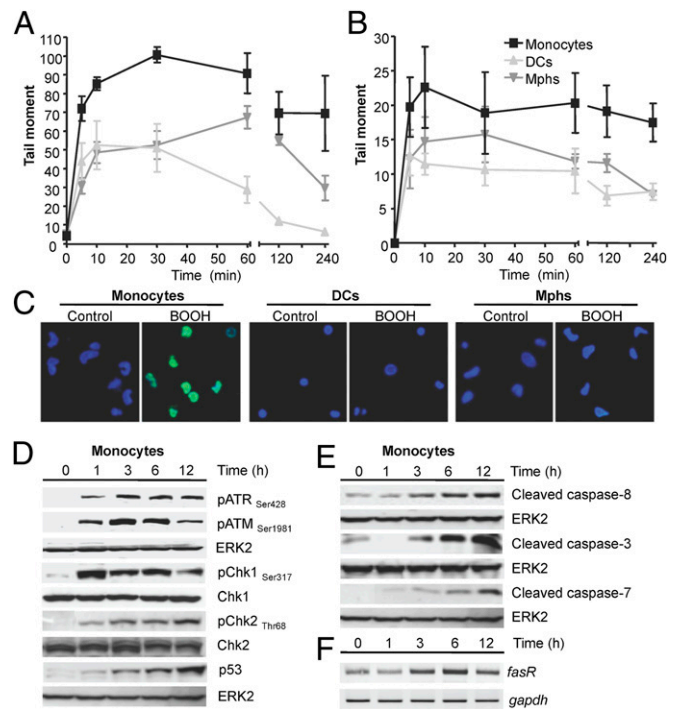 A
B
110
100
90
80
70
60
50
40
30
20
10
0
Tail moment
0 10 20 30 40 50 60 120 240
Time (min)
30
25
20
15
10
5
0
Tail moment
Monocytes
DCs
Mphs
0 10 20 30 40 50 60 120 240
Time (min)
C
Monocytes DCs Mphs
Control BOOH Control BOOH Control BOOH
D
Monocytes
0 1 3 6 12 Time (h)
pATR Ser428
pATM Ser1981
ERK2
pChk1 Ser317
Chk1
pChk2 Thr68
Chk2
p53
ERK2
E
Monocytes
0 1 3 6 12 Time (h)
Cleaved caspase-8
ERK2
Cleaved caspase-3
ERK2
Cleaved caspase-7
ERK2
F
0 1 3 6 12 Time (h)
fasR
gapdh